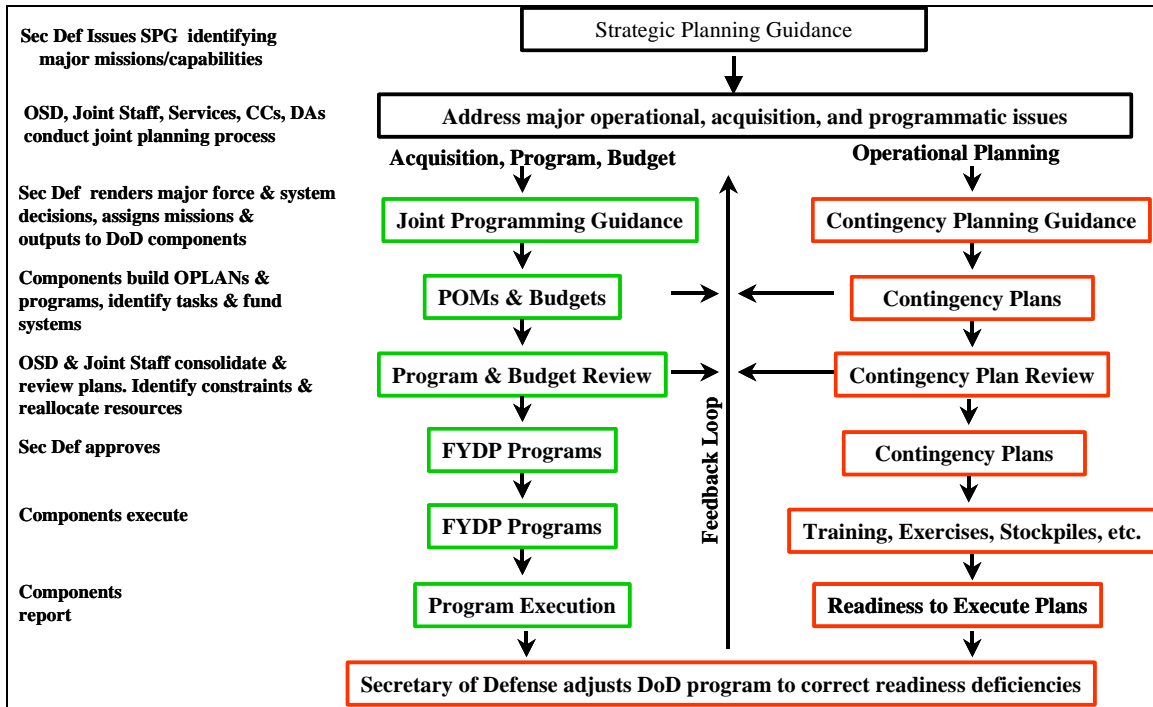 Sec Def Issues SPG identifying
major missions/capabilities
Strategic Planning Guidance
OSD, Joint Staff, Services, CCs, DAs
conduct joint planning process
Address major operational, acquisition, and programmatic issues
Acquisition, Program, Budget
Operational Planning
Sec Def renders major force & system
decisions, assigns missions &
outputs to DoD components
Joint Programming Guidance
Contingency Planning Guidance
Components build OPLANs &
programs, identify tasks & fund
systems
POMs & Budgets
Contingency Plans
OSD & Joint Staff consolidate &
review plans. Identify constraints &
reallocate resources
Program & Budget Review
Contingency Plan Review
Feedback Loop
Sec Def approves
FYDP Programs
Contingency Plans
Components execute
FYDP Programs
Training, Exercises, Stockpiles, etc.
Components
report
Program Execution
Readiness to Execute Plans
Secretary of Defense adjusts DoD program to correct readiness deficiencies